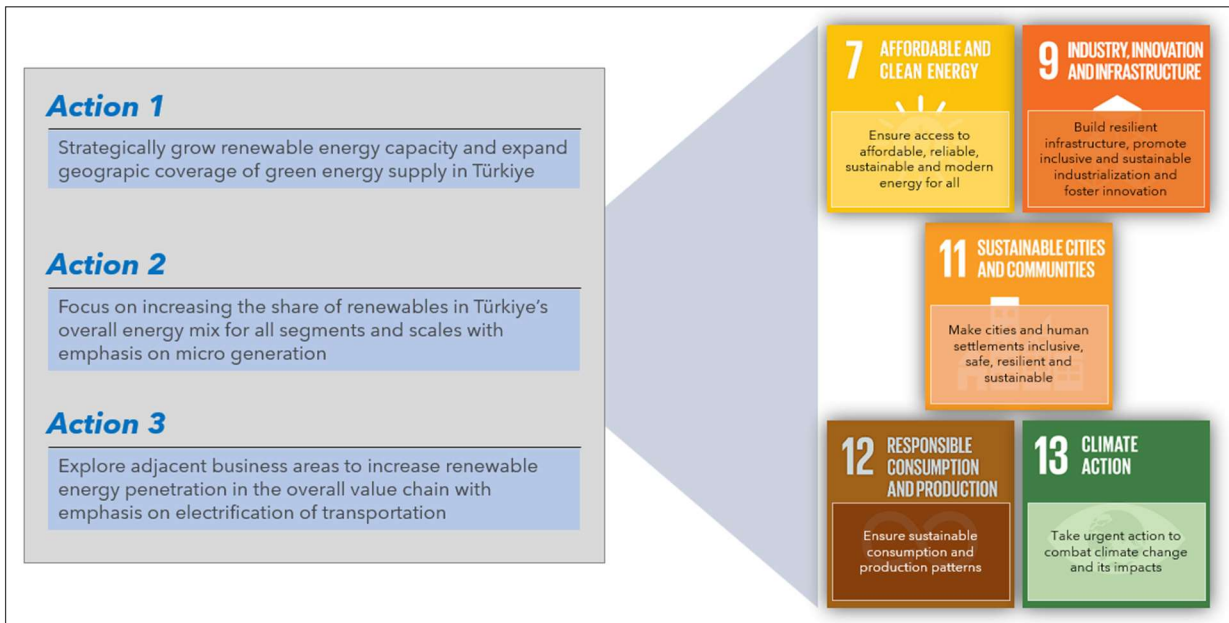 Action 1
Strategically grow renewable energy capacity and expand
geograpic coverage of green energy supply in Türkiye
Action 2
Focus on increasing the share of renewables in Türkiye’s
overall energy mix for all segments and scales with
emphasis on micro generation
Action 3
Explore adjacent business areas to increase renewable
energy penetration in the overall value chain with
emphasis on electrification of transportation
7 AFFORDABLE AND
CLEAN ENERGY
Ensure access to
affordable, reliable,
sustainable and modern
energy for all
9 INDUSTRY, INNOVATION
AND INFRASTRUCTURE
Build resilient
infrastructure, promote
inclusive and sustainable
industrialization and
foster innovation
11 SUSTAINABLE CITIES
AND COMMUNITIES
Make cities and human
settlements inclusive,
safe, resilient and
sustainable
12 RESPONSIBLE
CONSUMPTION
AND PRODUCTION
Ensure sustainable
consumption and
production patterns
13 CLIMATE
ACTION
Take urgent action to
combat climate change
and its impacts